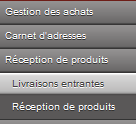 Gestion des achats
Carnet d'adresses
Réception de produits
Livraisons entrantes
Réception de produits